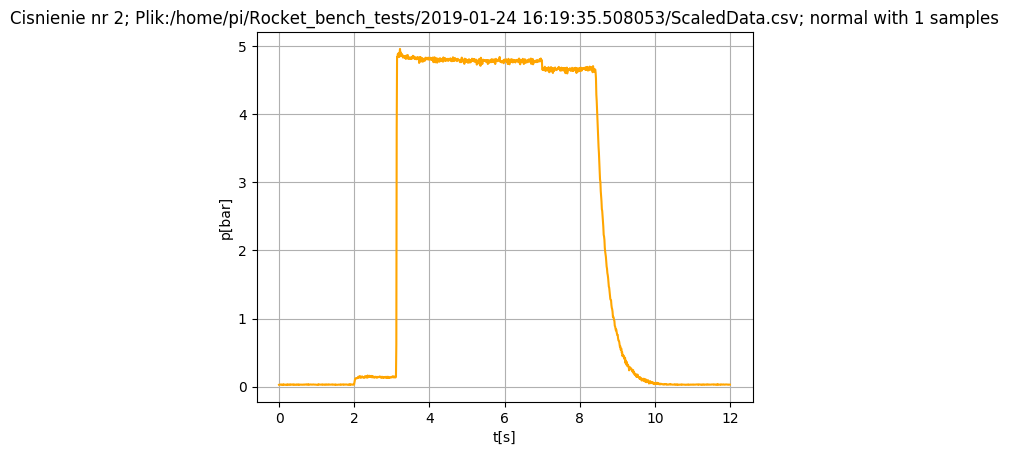 Cisnienie nr 2; Plik:/home/pi/Rocket_bench_tests/2019-01-24 16:19:35.508053/ScaledData.csv; normal with 1 samples
5
4
3
2
1
0
p[bar]
0 2 4 6 8 10 12
t[s]